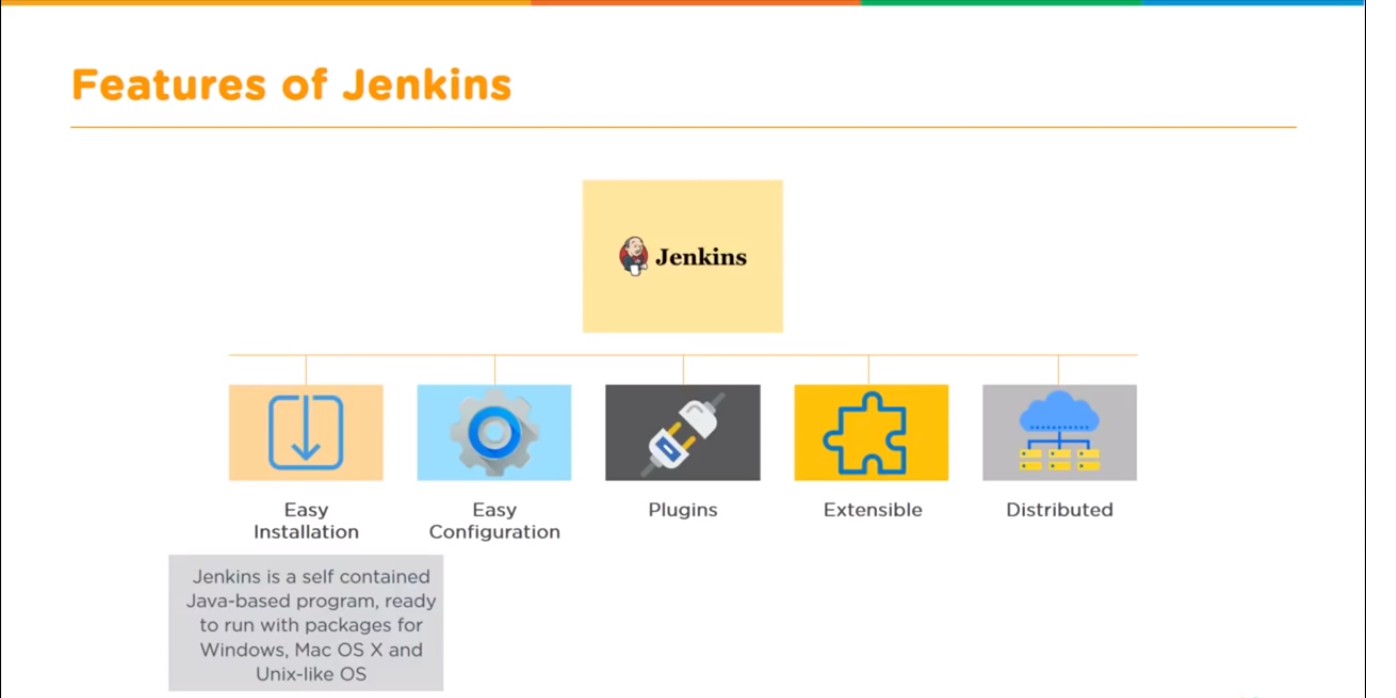 Features of Jenkins
Jenkins
Easy
Installation
Easy
Configuration
Plugins
Extensible
Distributed
Jenkins is a self contained
Java-based program, ready
to run with packages for
Windows, Mac OS X and
Unix-like OS